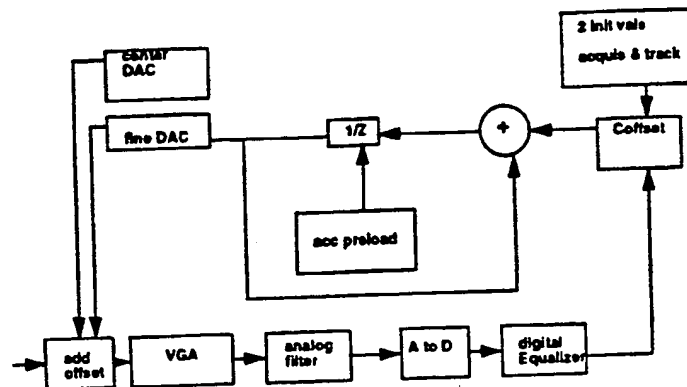 2 init vals
acquis & track
center
DAC
fine DAC
1/Z
+
Coffset
acc preload
add
offset
VGA
analog
filter
A to D
digital
Equalizer